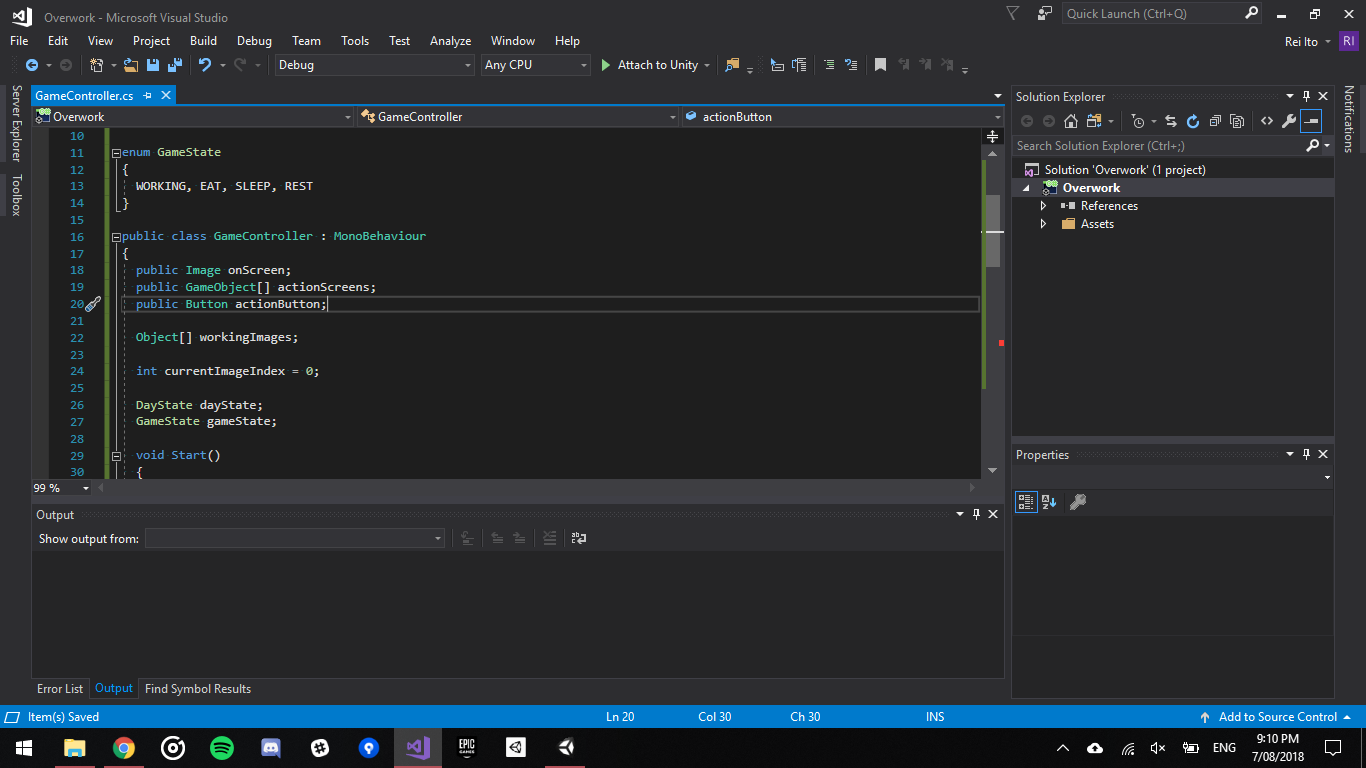 Overwork - Microsoft Visual Studio
Quick Launch (Ctrl+Q)
File Edit View Project Build Debug Team Tools Test Analyze Window Help
Rei Ito RI
Debug Any CPU Attach to Unity
Server Explorer
Toolbox
GameController.cs
Overwork GameController actionButton
10
11 enum GameState
12 {
13 WORKING, EAT, SLEEP, REST
14 }
15
16 public class GameController : MonoBehaviour
17 {
18 public Image onScreen;
19 public GameObject[] actionScreens;
20 public Button actionButton;
21
22 Object[] workingImages;
23
24 int currentImageIndex = 0;
25
26 DayState dayState;
27 GameState gameState;
28
29 void Start()
30 {
99 %
Output
Show output from:
Error List Output Find Symbol Results
Solution Explorer
Search Solution Explorer (Ctrl+;)
Solution 'Overwork' (1 project)
Overwork
References
Assets
Properties
Notifications
Item(s) Saved Ln 20 Col 30 Ch 30 INS Add to Source Control
EPIC
GAMES
ENG
9:10 PM
7/08/2018